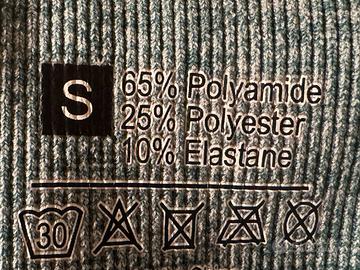 S
65% Polyamide
25% Polyester
10% Elastane
30